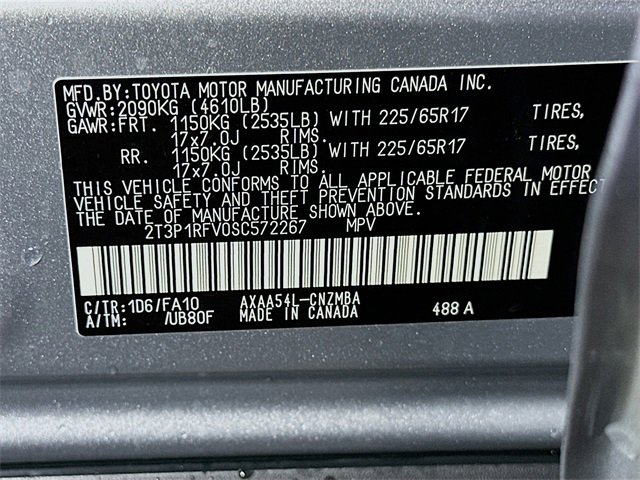 MFD.BY:TOYOTA MOTOR MANUFACTURING CANADA INC.
GVWR:2090KG (4610LB)
GAWR:FRT. 1150KG (2535LB) WITH 225/65R17 TIRES,
17x7.0J RIMS.
RR. 1150KG (2535LB) WITH 225/65R17 TIRES,
17x7.0J RIMS.
THIS VEHICLE CONFORMS TO ALL APPLICABLE FEDERAL MOTOR
VEHICLE SAFETY AND THEFT PREVENTION STANDARDS IN EFFECT
THE DATE OF MANUFACTURE SHOWN ABOVE.
2T3P1RFV0SC572267 MPV
C/TR:1D6/FA10 AXAA54L-CNZMBA
A/TM: /UB80F MADE IN CANADA 488 A